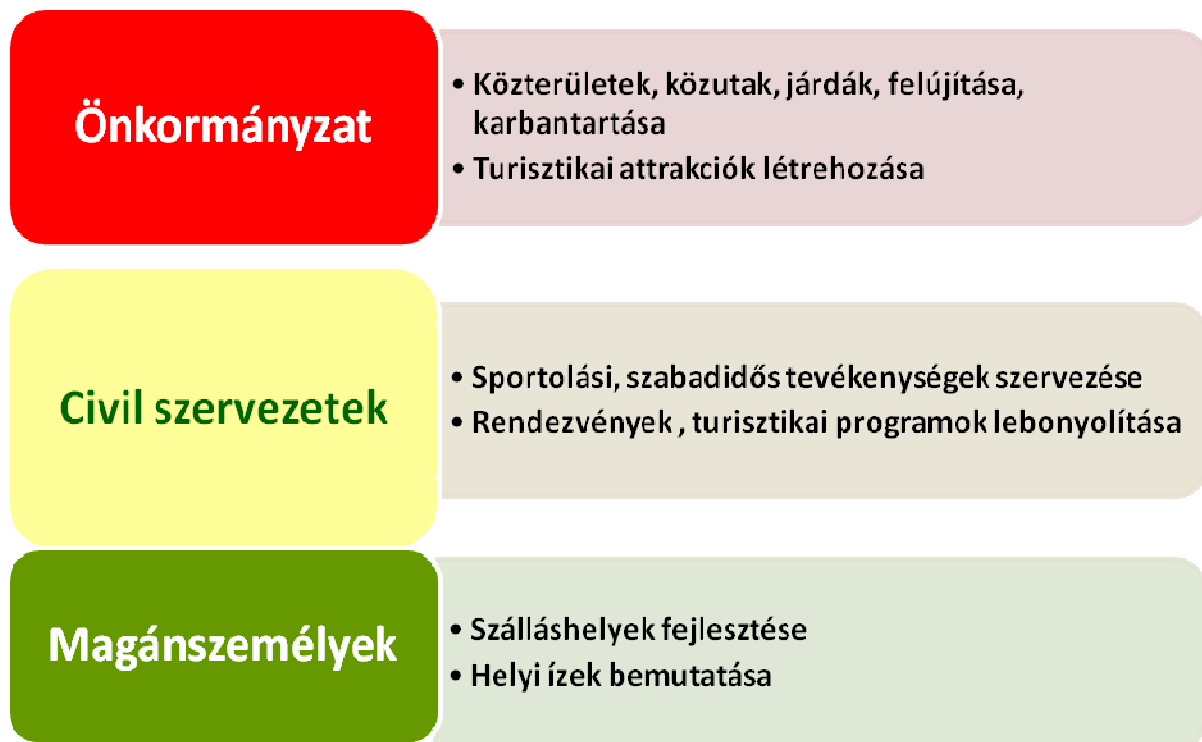 Önkormányzat
• Közterületek, közutak, járdák, felújítása,
karbantartása
• Turisztikai attrakciók létrehozása
Civil szervezetek
• Sportolási, szabadidős tevékenységek szervezése
• Rendezvények , turisztikai programok lebonyolítása
Magánszemélyek
• Szálláshelyek fejlesztése
• Helyi ízek bemutatása